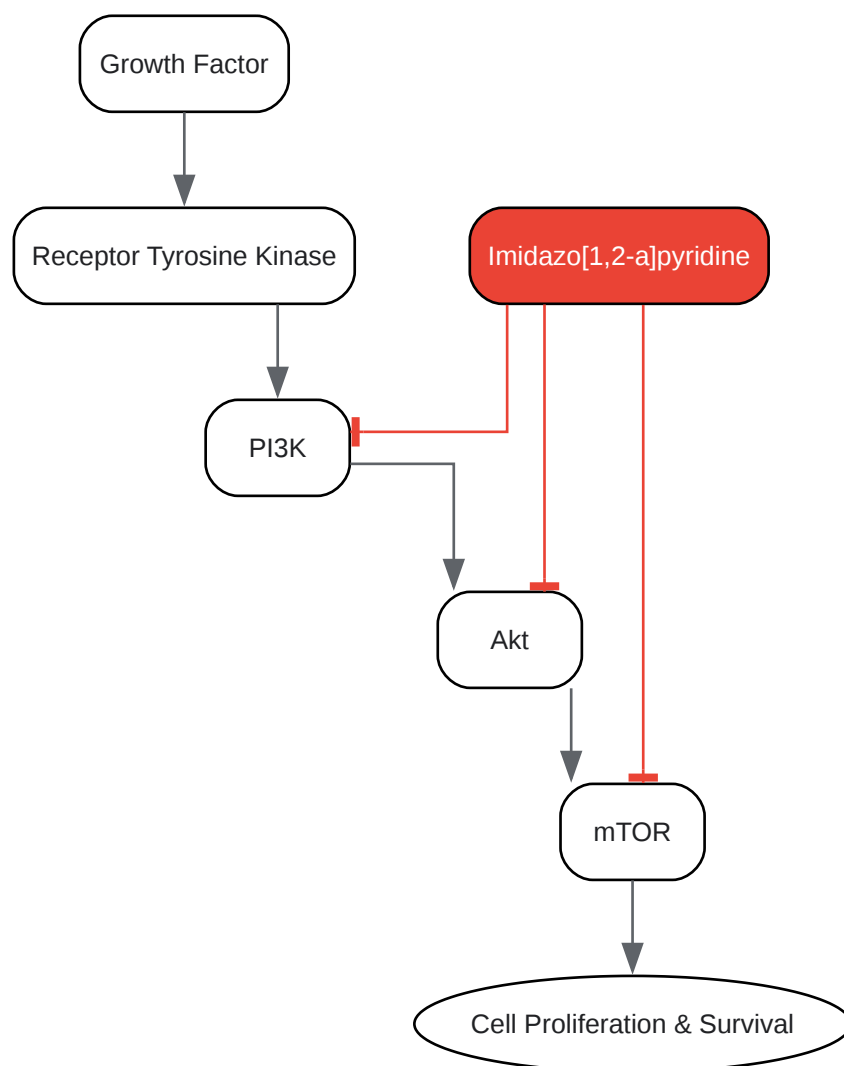 Growth Factor
Receptor Tyrosine Kinase
Imidazo[1,2-a]pyridine
PI3K
Akt
mTOR
Cell Proliferation & Survival